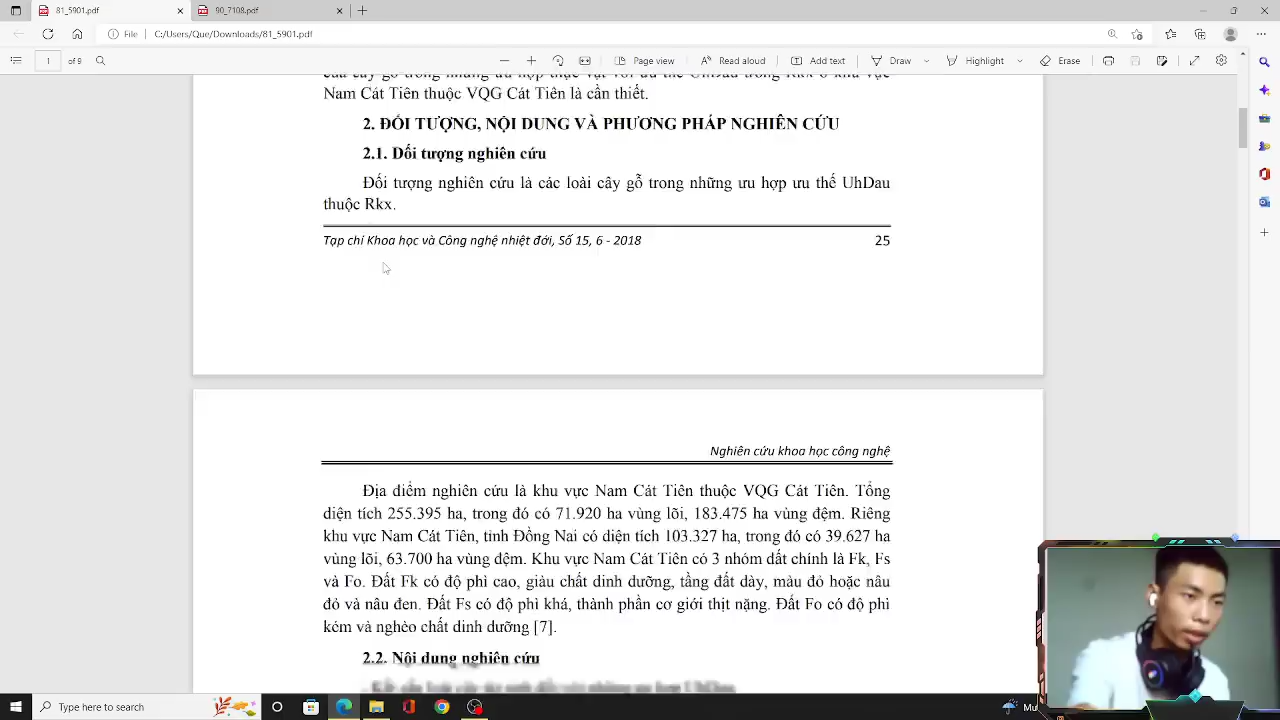 81_5901.pdf
90_7108.pdf
File C:/Users/Que/Downloads/81_5901.pdf
1 of 9
Page view
Read aloud
Add text
Draw
Highlight
Erase
Nam Cát Tiên thuộc VQG Cát Tiên là cần thiết.
2. ĐỐI TƯỢNG, NỘI DUNG VÀ PHƯƠNG PHÁP NGHIÊN CỨU
2.1. Đối tượng nghiên cứu
Đối tượng nghiên cứu là các loài cây gỗ trong những ưu hợp ưu thế UhDau
thuộc Rkx.
Tạp chí Khoa học và Công nghệ nhiệt đới, Số 15, 6 - 2018 25
Nghiên cứu khoa học công nghệ
Địa điểm nghiên cứu là khu vực Nam Cát Tiên thuộc VQG Cát Tiên. Tổng
diện tích 255.395 ha, trong đó có 71.920 ha vùng lõi, 183.475 ha vùng đệm. Riêng
khu vực Nam Cát Tiên, tỉnh Đồng Nai có diện tích 103.327 ha, trong đó có 39.627 ha
vùng lõi, 63.700 ha vùng đệm. Khu vực Nam Cát Tiên có 3 nhóm đất chính là Fk, Fs
và Fo. Đất Fk có độ phì cao, giàu chất dinh dưỡng, tầng đất dày, màu đỏ hoặc nâu
đỏ và nâu đen. Đất Fs có độ phì khá, thành phần cơ giới thịt nặng. Đất Fo có độ phì
kém và nghèo chất dinh dưỡng [7].
2.2. Nội dung nghiên cứu
Type here to search